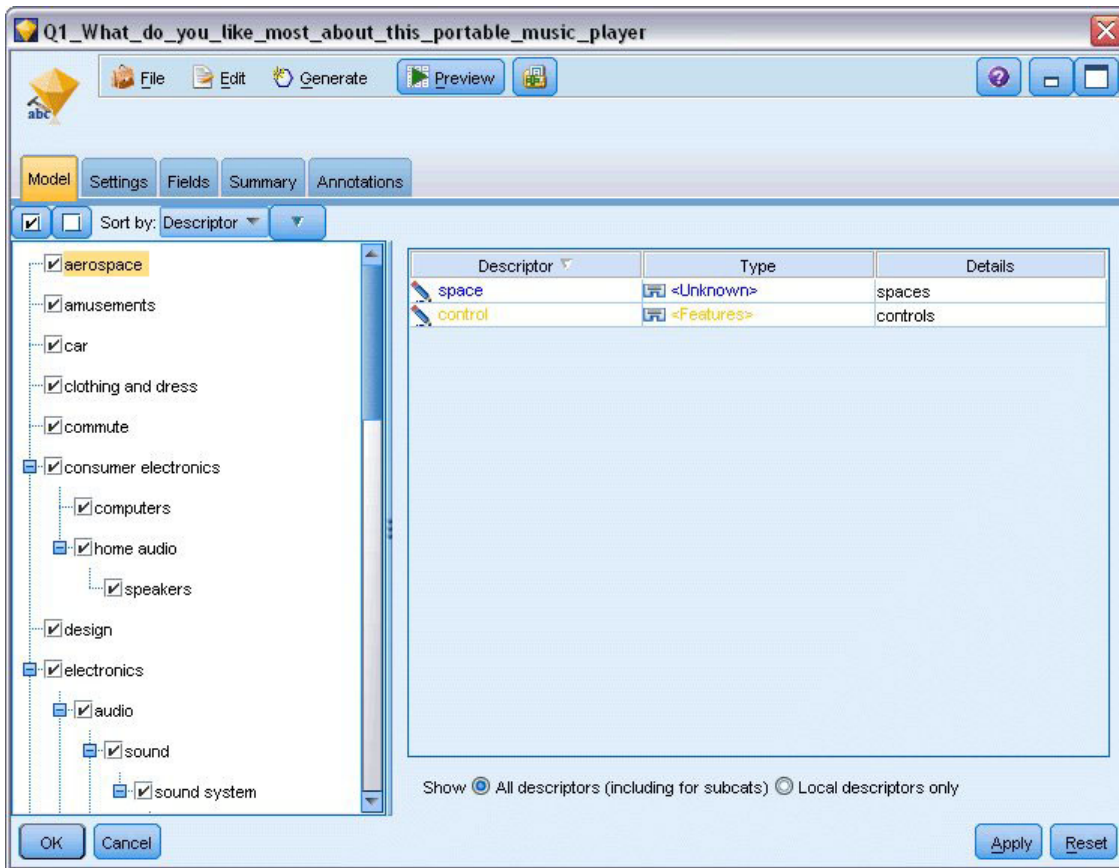 Q1_What_do_you_like_most_about_this_portable_music_player
File Edit Generate Preview
abc
Model Settings Fields Summary Annotations
Sort by: Descriptor
aerospace
amusements
car
clothing and dress
commute
consumer electronics
computers
home audio
speakers
design
electronics
audio
sound
sound system
Descriptor Type Details
space <Unknown> spaces
control <Features> controls
Show All descriptors (including for subcats) Local descriptors only
OK Cancel Apply Reset